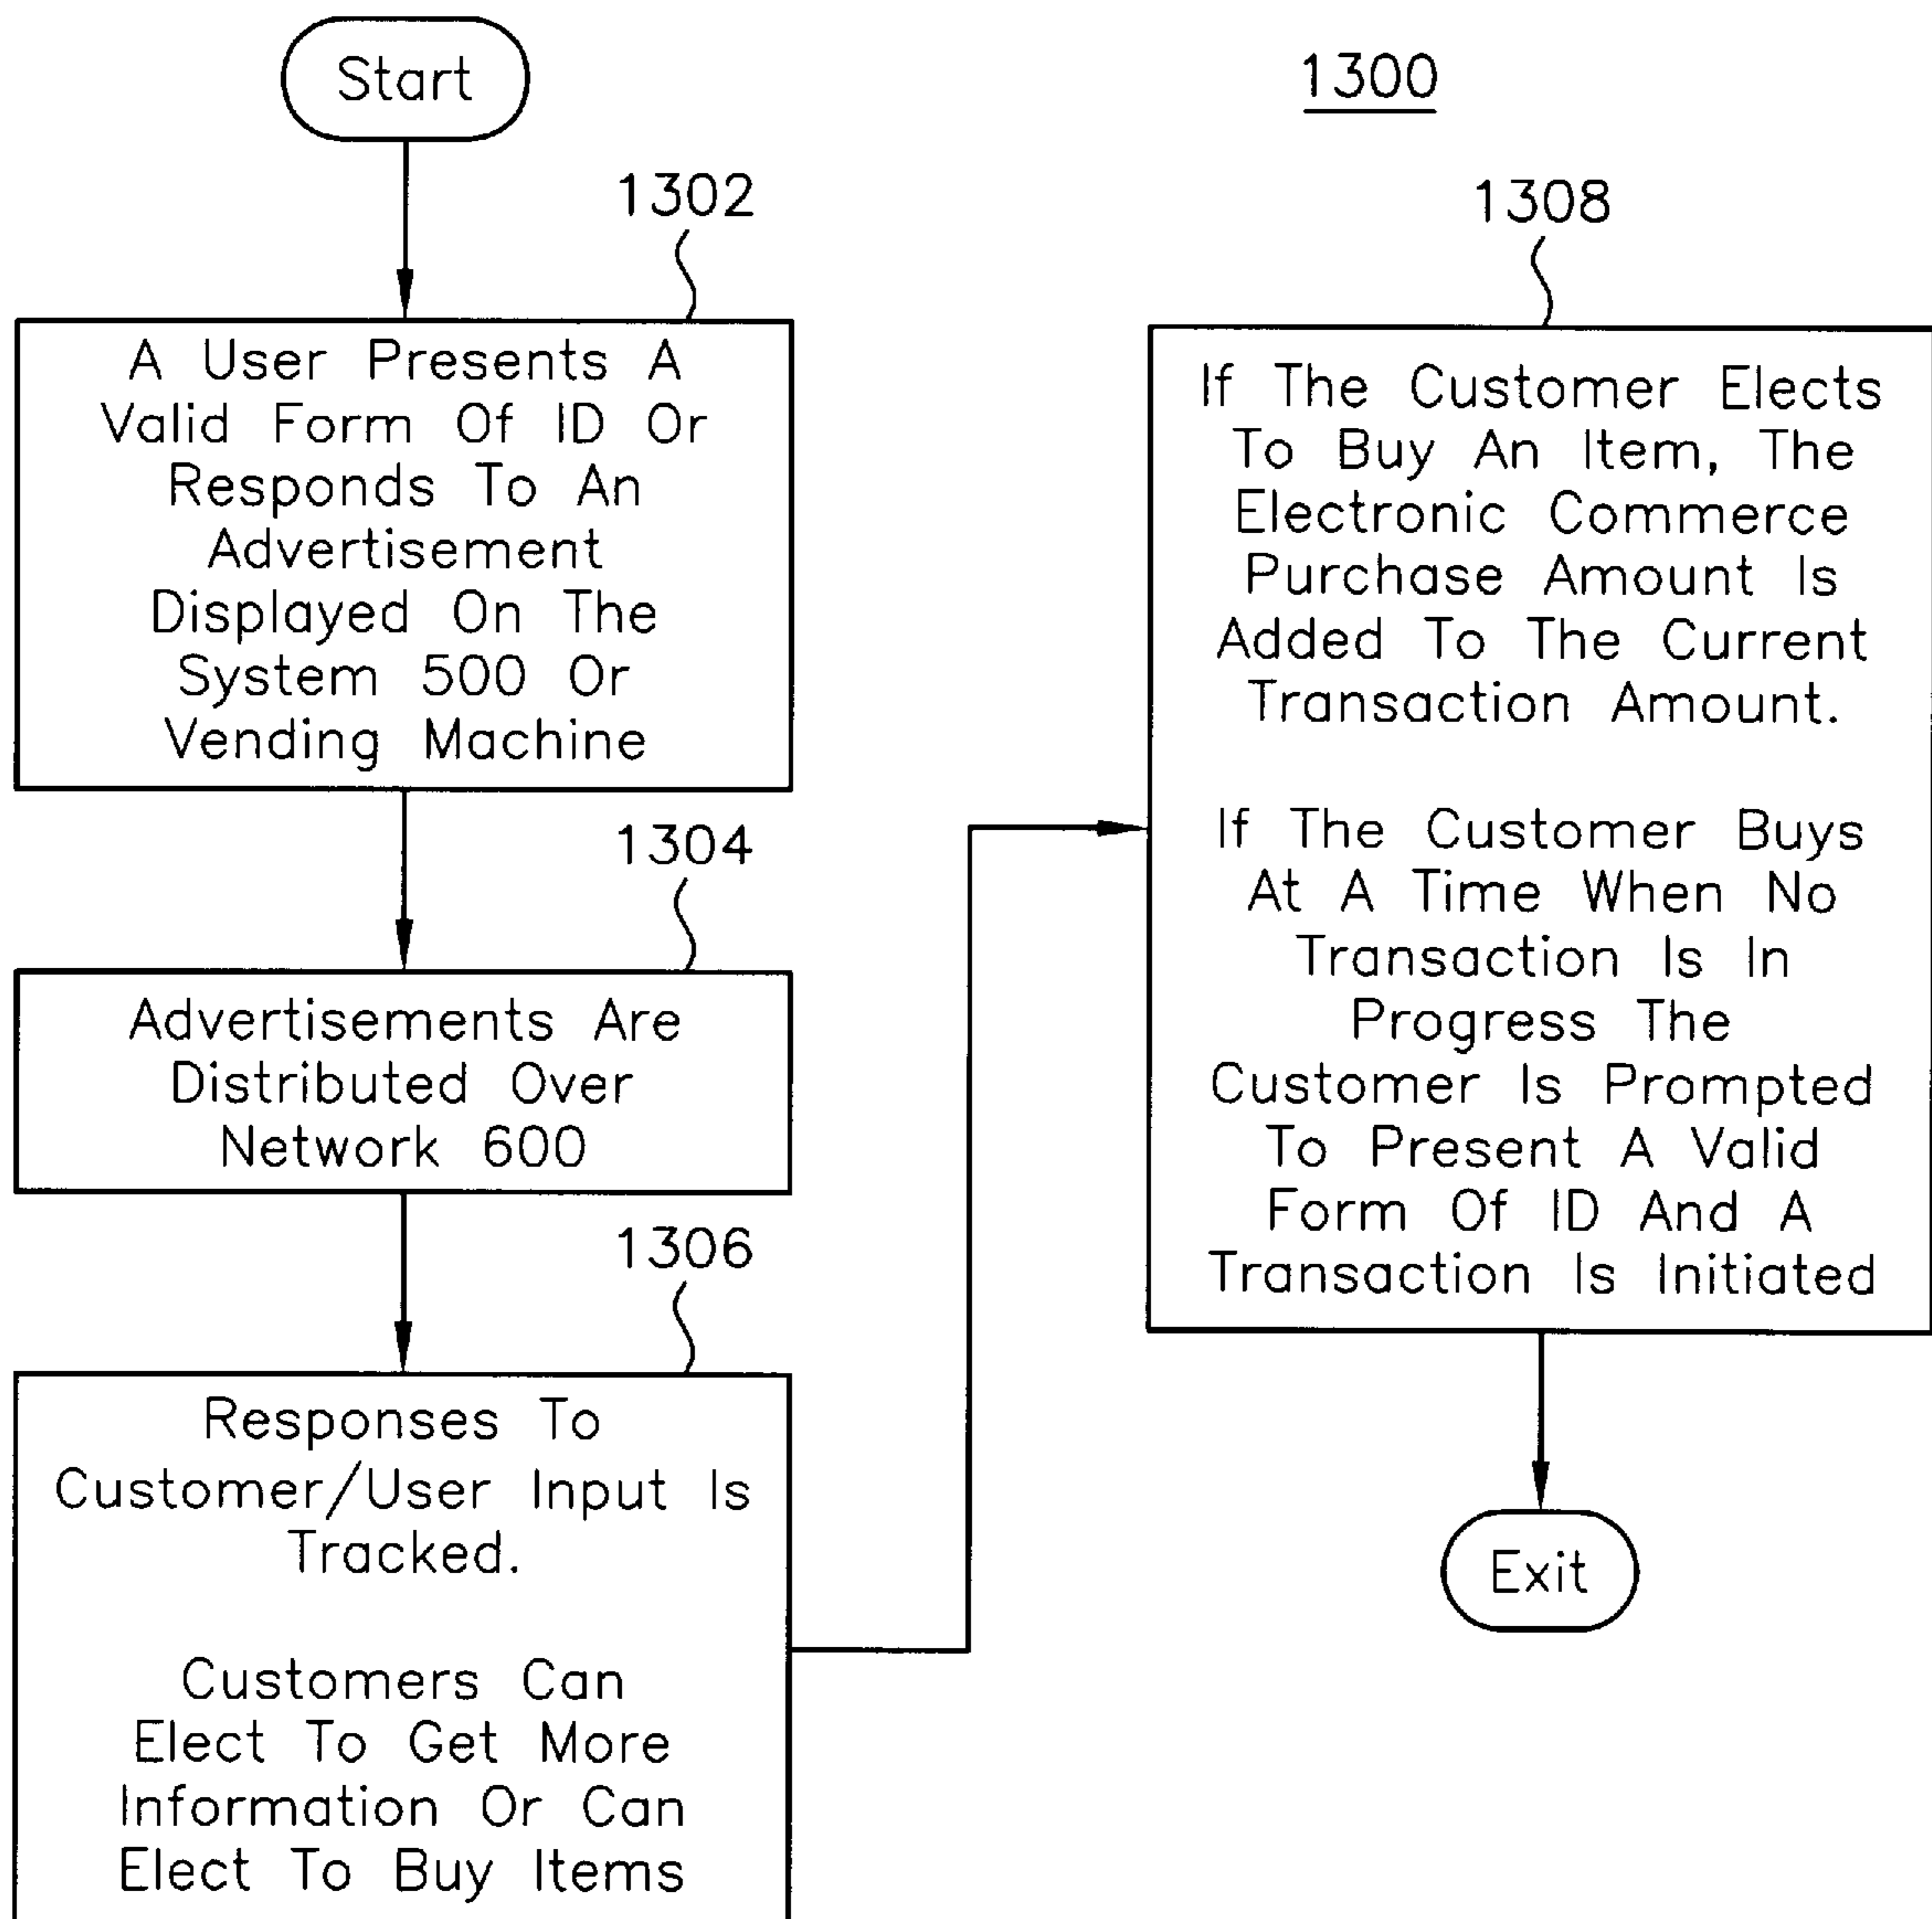 Start
1300
1302
A User Presents A
Valid Form Of ID Or
Responds To An
Advertisement
Displayed On The
System 500 Or
Vending Machine
1304
Advertisements Are
Distributed Over
Network 600
1306
Responses To
Customer/User Input Is
Tracked.
Customers Can
Elect To Get More
Information Or Can
Elect To Buy Items
1308
If The Customer Elects
To Buy An Item, The
Electronic Commerce
Purchase Amount Is
Added To The Current
Transaction Amount.
If The Customer Buys
At A Time When No
Transaction Is In
Progress The
Customer Is Prompted
To Present A Valid
Form Of ID And A
Transaction Is Initiated
Exit